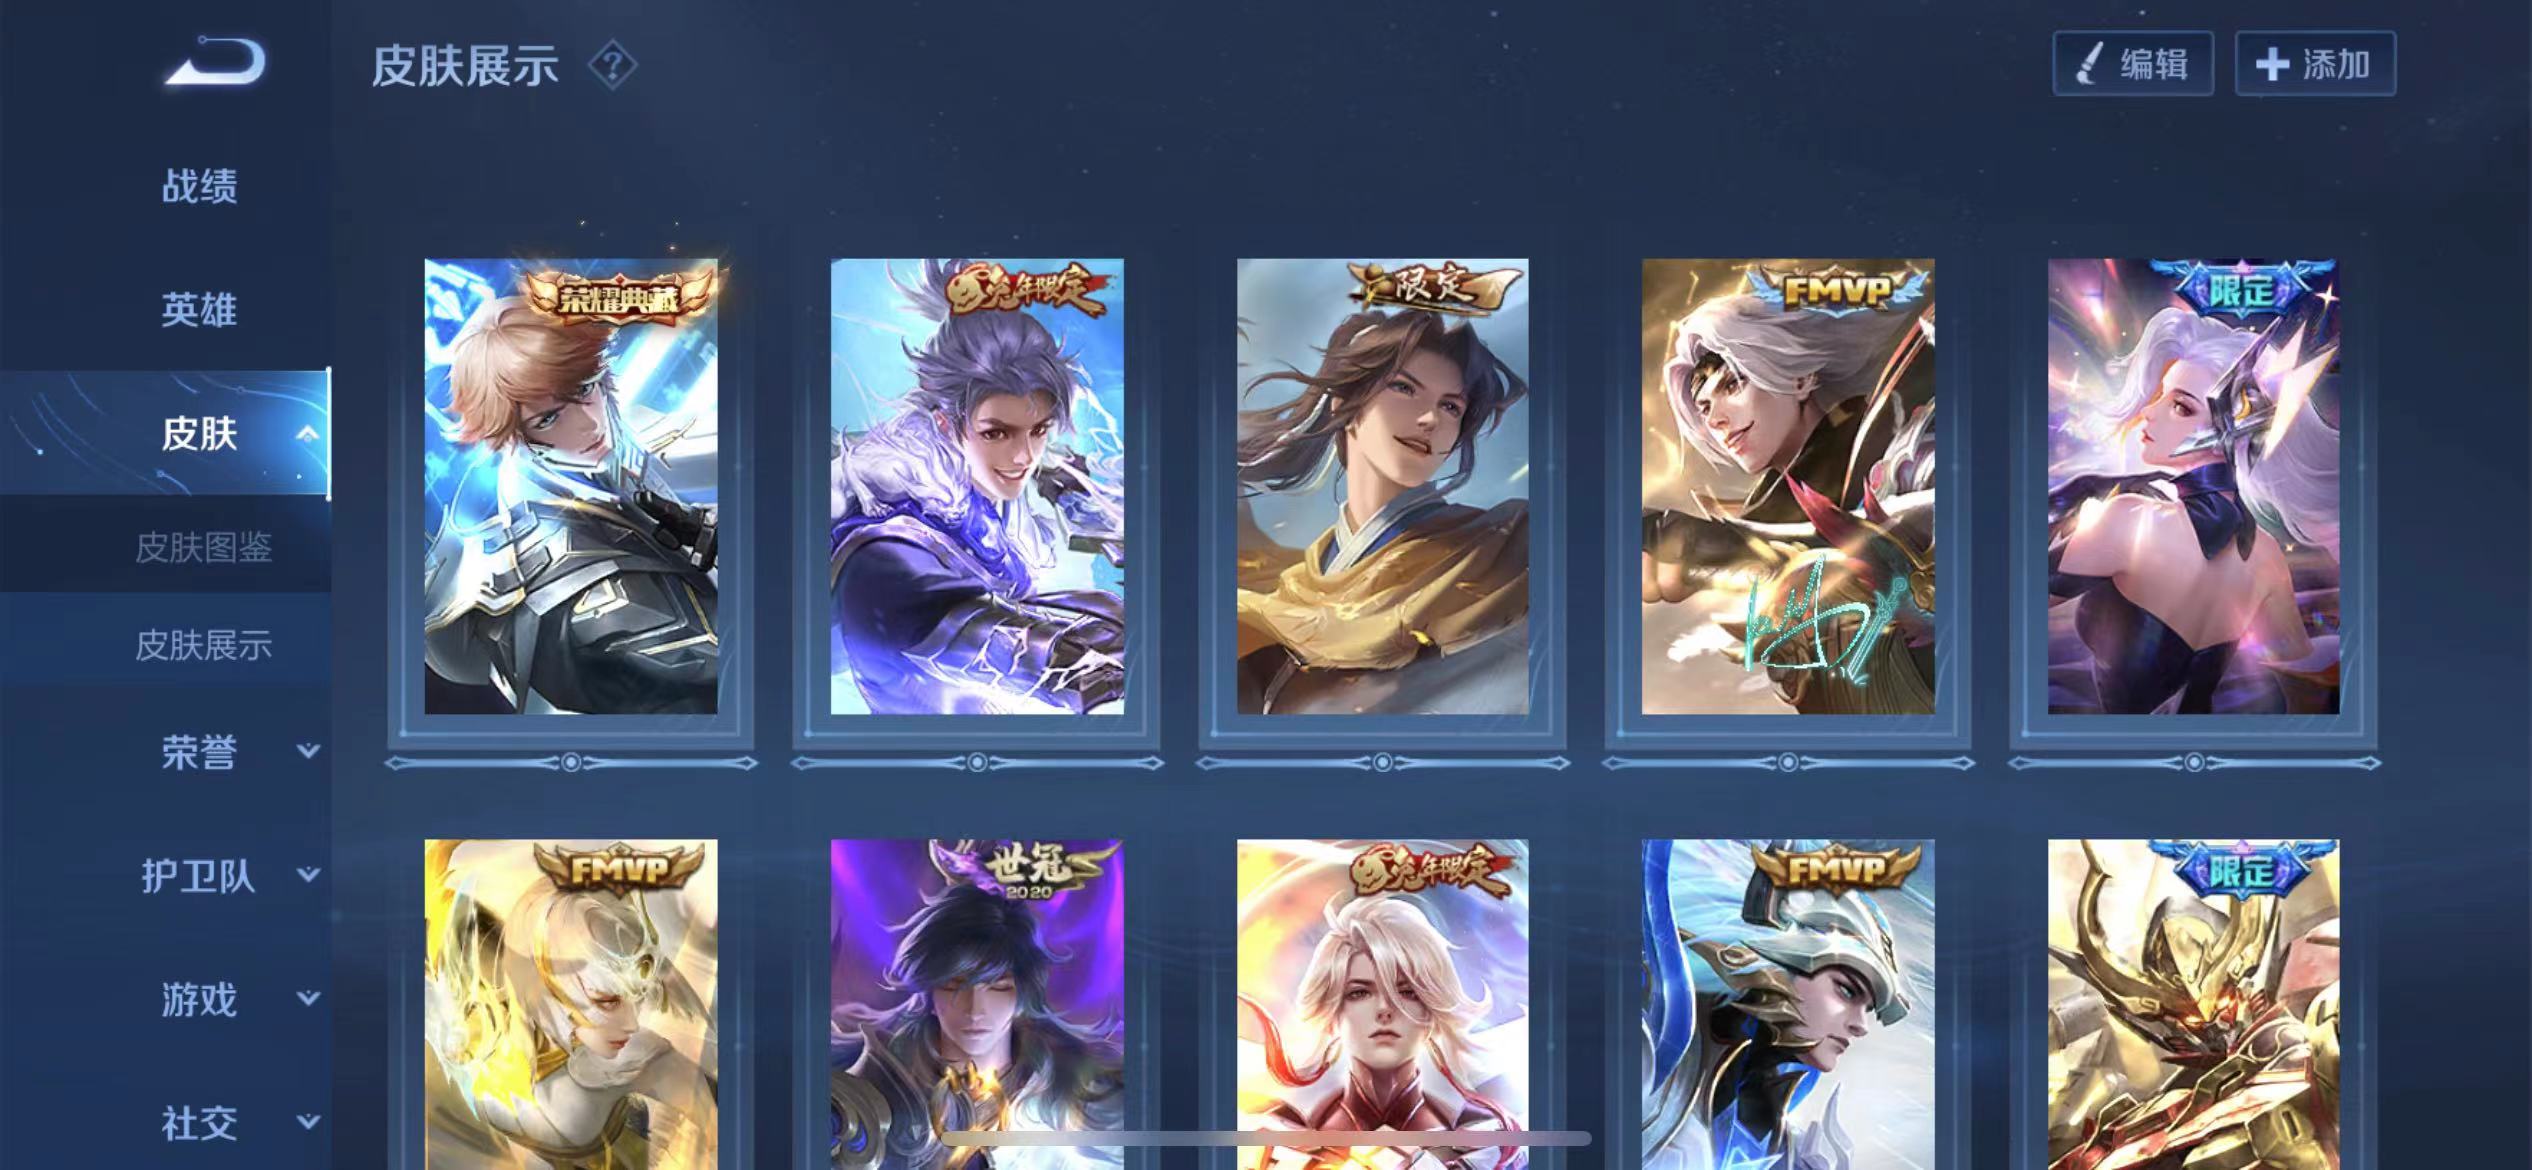 皮肤展示
?
编辑
添加
战绩
英雄
皮肤
皮肤图鉴
皮肤展示
荣誉
护卫队
游戏
社交
荣耀典藏
兔年限定
限定
FMVP
限定
FMVP
世冠
2020
兔年限定
FMVP
限定